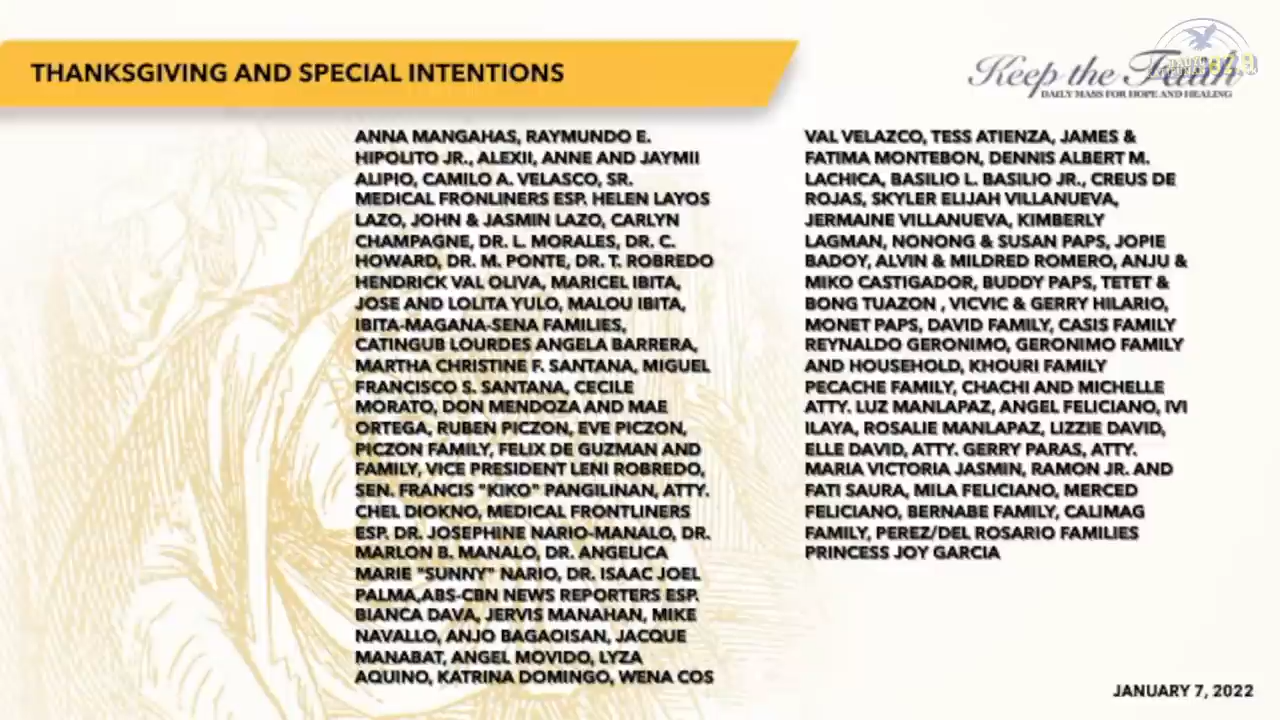 THANKSGIVING AND SPECIAL INTENTIONS
Keep the Faith
DAILY MASS FOR HOPE AND HEALING
ANNA MANGAHAS, RAYMUNDO E.
HIPOLITO JR., ALEXII, ANNE AND JAYMII
ALIPIO, CAMILO A. VELASCO, SR.
MEDICAL FRONLINERS ESP. HELEN LAYOS
LAZO, JOHN & JASMIN LAZO, CARLYN
CHAMPAGNE, DR. L. MORALES, DR. C.
HOWARD, DR. M. PONTE, DR. T. ROBREDO
HENDRICK VAL OLIVA, MARICEL IBITA,
JOSE AND LOLITA YULO, MALOU IBITA,
IBITA-MAGANA-SENA FAMILIES,
CATINGUB LOURDES ANGELA BARRERA,
MARTHA CHRISTINE F. SANTANA, MIGUEL
FRANCISCO S. SANTANA, CECILE
MORATO, DON MENDOZA AND MAE
ORTEGA, RUBEN PICZON, EVE PICZON,
PICZON FAMILY, FELIX DE GUZMAN AND
FAMILY, VICE PRESIDENT LENI ROBREDO,
SEN. FRANCIS "KIKO" PANGILINAN, ATTY.
CHEL DIOKNO, MEDICAL FRONTLINERS
ESP. DR. JOSEPHINE NARIO-MANALO, DR.
MARLON B. MANALO, DR. ANGELICA
MARIE "SUNNY" NARIO, DR. ISAAC JOEL
PALMA,ABS-CBN NEWS REPORTERS ESP.
BIANCA DAVA, JERVIS MANAHAN, MIKE
NAVALLO, ANJO BAGAOISAN, JACQUE
MANABAT, ANGEL MOVIDO, LYZA
AQUINO, KATRINA DOMINGO, WENA COS
VAL VELAZCO, TESS ATIENZA, JAMES &
FATIMA MONTEBON, DENNIS ALBERT M.
LACHICA, BASILIO L. BASILIO JR., CREUS DE
ROJAS, SKYLER ELIJAH VILLANUEVA,
JERMAINE VILLANUEVA, KIMBERLY
LAGMAN, NONONG & SUSAN PAPS, JOPIE
BADOY, ALVIN & MILDRED ROMERO, ANJU &
MIKO CASTIGADOR, BUDDY PAPS, TETET &
BONG TUAZON , VICVIC & GERRY HILARIO,
MONET PAPS, DAVID FAMILY, CASIS FAMILY
REYNALDO GERONIMO, GERONIMO FAMILY
AND HOUSEHOLD, KHOURI FAMILY
PECACHE FAMILY, CHACHI AND MICHELLE
ATTY. LUZ MANLAPAZ, ANGEL FELICIANO, IVI
ILAYA, ROSALIE MANLAPAZ, LIZZIE DAVID,
ELLE DAVID, ATTY. GERRY PARAS, ATTY.
MARIA VICTORIA JASMIN, RAMON JR. AND
FATI SAURA, MILA FELICIANO, MERCED
FELICIANO, BERNABE FAMILY, CALIMAG
FAMILY, PEREZ/DEL ROSARIO FAMILIES
PRINCESS JOY GARCIA
JANUARY 7, 2022